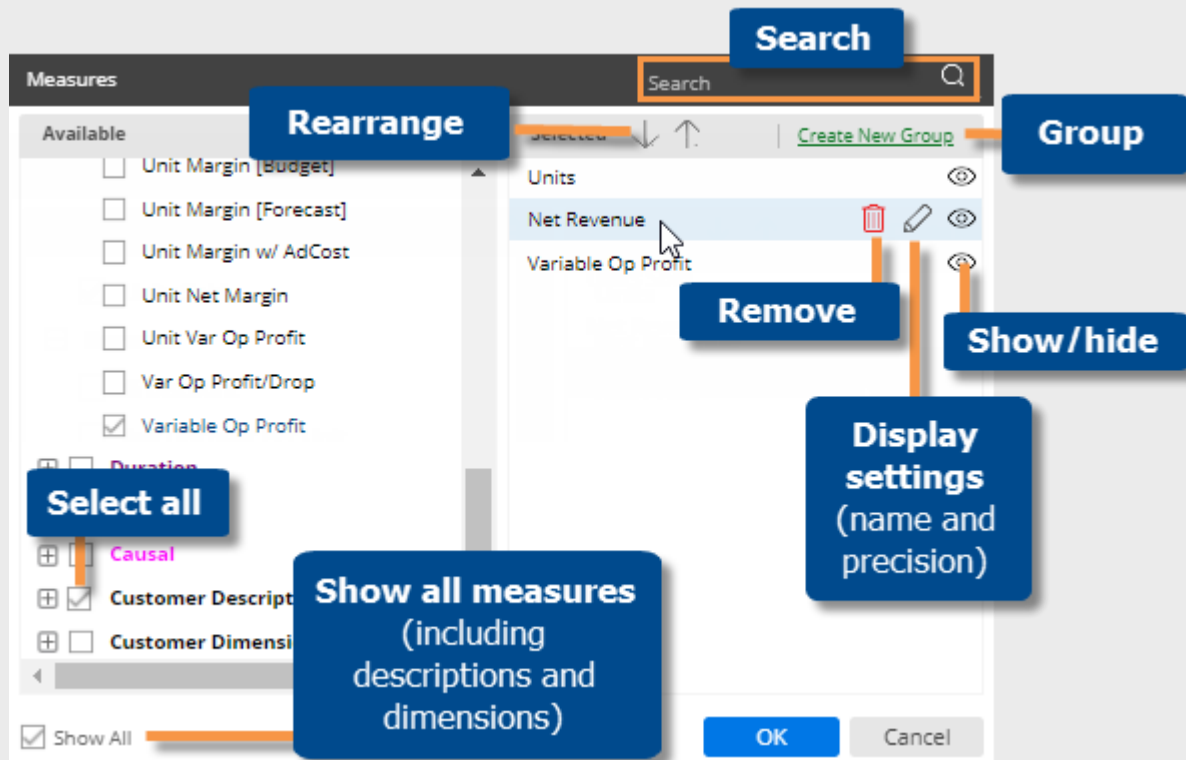 Search
Measures
Search
Rearrange
Available
Selected
Create New Group
Group
Unit Margin [Budget]
Units
Unit Margin [Forecast]
Net Revenue
Unit Margin w/ AdCost
Variable Op Profit
Unit Net Margin
Remove
Show/hide
Unit Var Op Profit
Var Op Profit/Drop
Variable Op Profit
Display
settings
(name and
precision)
Duration
Select all
Causal
Customer Descript
Customer Dimensi
Show all measures
(including
descriptions and
dimensions)
Show All
OK
Cancel